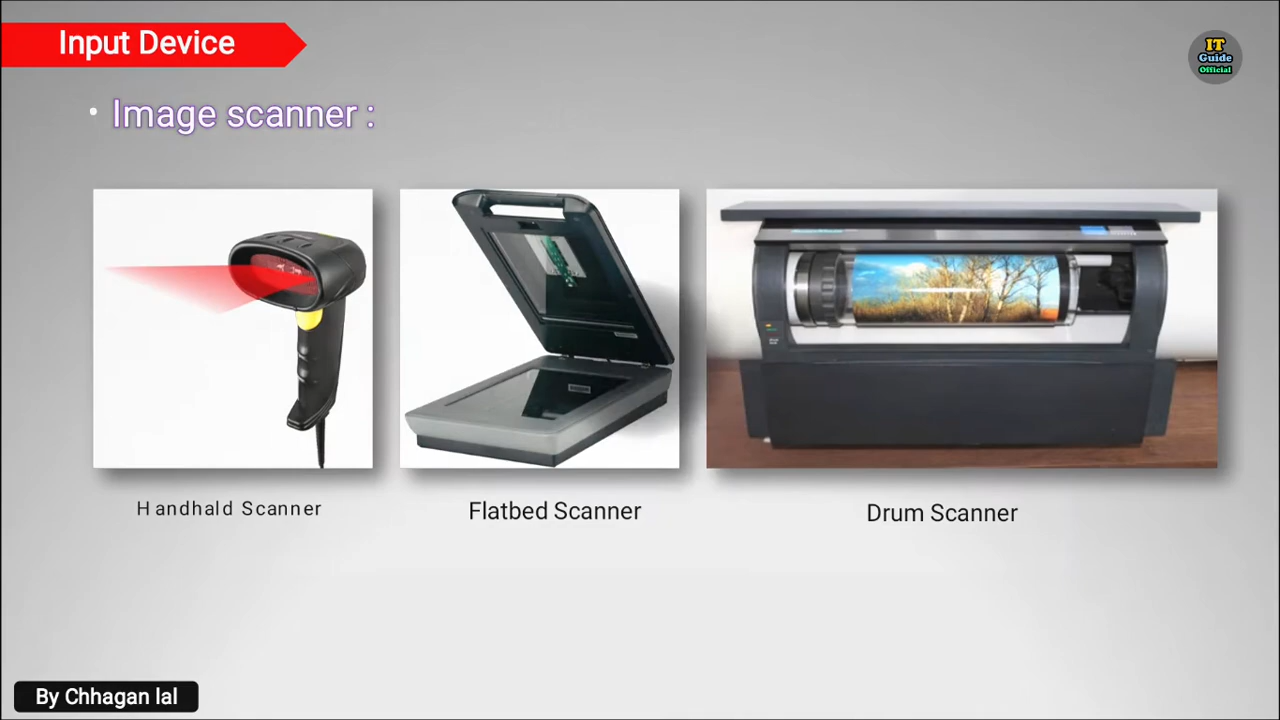 Input Device
IT
Guide
Official
• Image scanner :
Handhald Scanner
Flatbed Scanner
Drum Scanner
By Chhagan lal